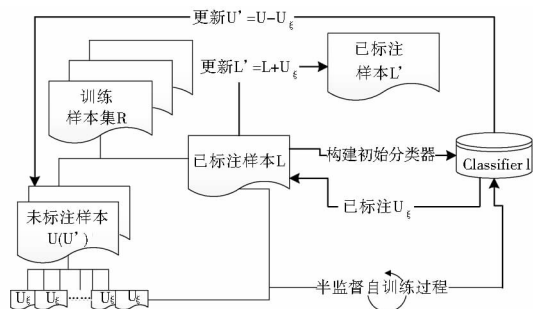 更新U'=U-Uξ
更新L'=L+Uξ
已标注
样本L'
训练
样本集R
已标注样本L
构建初始分类器
Classifier l
已标注Uξ
未标注样本
U(U')
Uξ Uξ ······ Uξ Uξ
半监督自训练过程